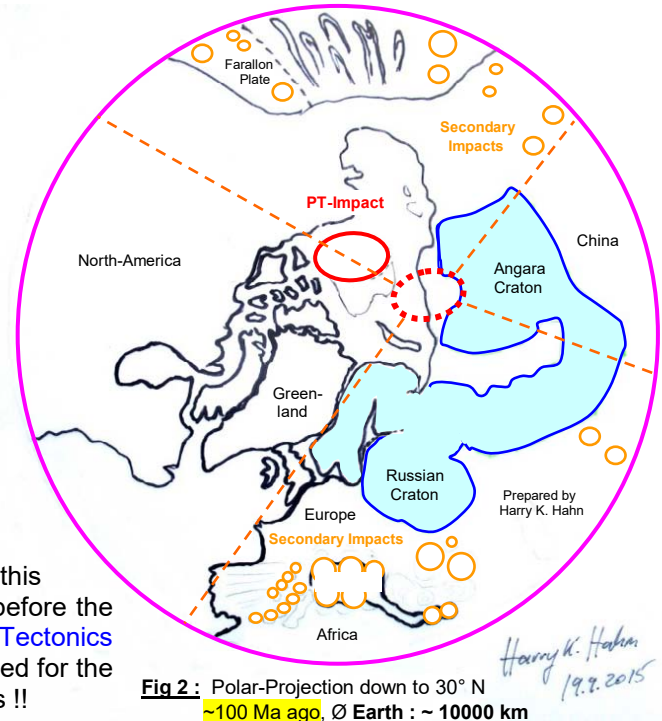 Farallon
Plate
Secondary
Impacts
PT-Impact
China
North-America
Angara
Craton
Green-
land
Russian
Craton
Prepared by
Harry K. Hahn
Europe
Secondary Impacts
Africa
this
before the
Tectonics
ed for the
s !!
Harry K. Hahn
19.9.2015
Fig 2 : Polar-Projection down to 30° N
~100 Ma ago, Ø Earth : ~ 10000 km